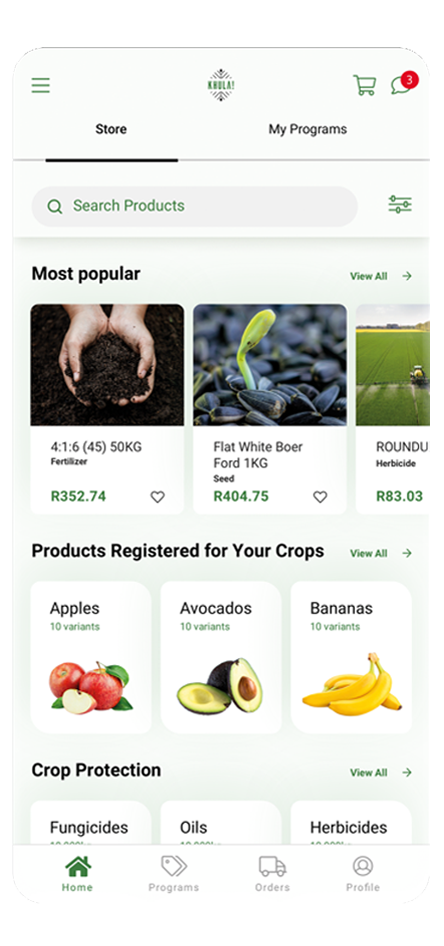 KHULA!
3
Store
My Programs
Search Products
Most popular
View All
4:1:6 (45) 50KG
Fertilizer
R352.74
Flat White Boer
Ford 1KG
Seed
R404.75
ROUNDU
Herbicide
R83.03
Products Registered for Your Crops
View All
Apples
10 variants
Avocados
10 variants
Bananas
10 variants
Crop Protection
View All
Fungicides
Oils
Herbicides
Home
Programs
Orders
Profile